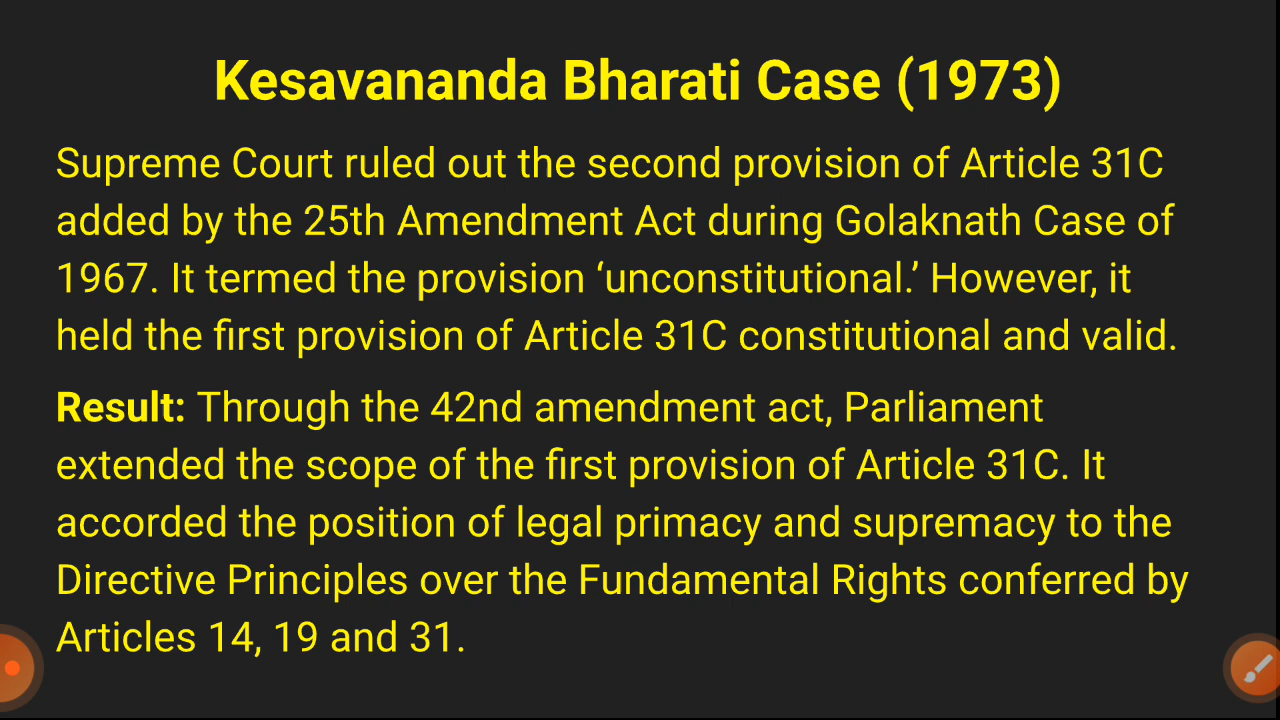 Kesavananda Bharati Case (1973)
Supreme Court ruled out the second provision of Article 31C
added by the 25th Amendment Act during Golaknath Case of
1967. It termed the provision ‘unconstitutional.’ However, it
held the first provision of Article 31C constitutional and valid.
Result: Through the 42nd amendment act, Parliament
extended the scope of the first provision of Article 31C. It
accorded the position of legal primacy and supremacy to the
Directive Principles over the Fundamental Rights conferred by
Articles 14, 19 and 31.